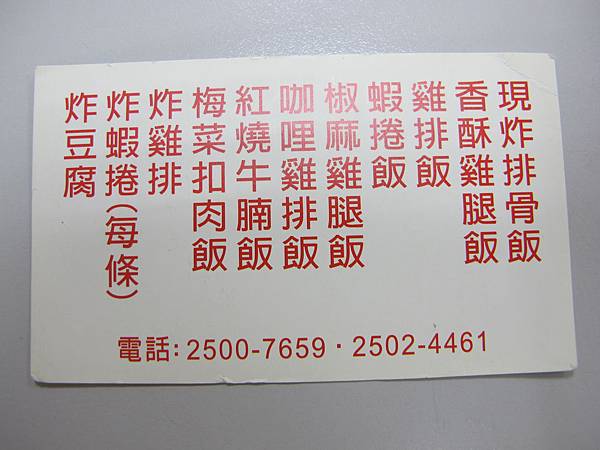 現炸排骨飯
香酥雞腿飯
雞排飯
蝦捲飯
椒麻雞腿飯
咖哩雞排飯
紅燒牛腩飯
梅菜扣肉飯
炸雞排
炸蝦捲(每條)
炸豆腐
電話:2500-7659·2502-4461